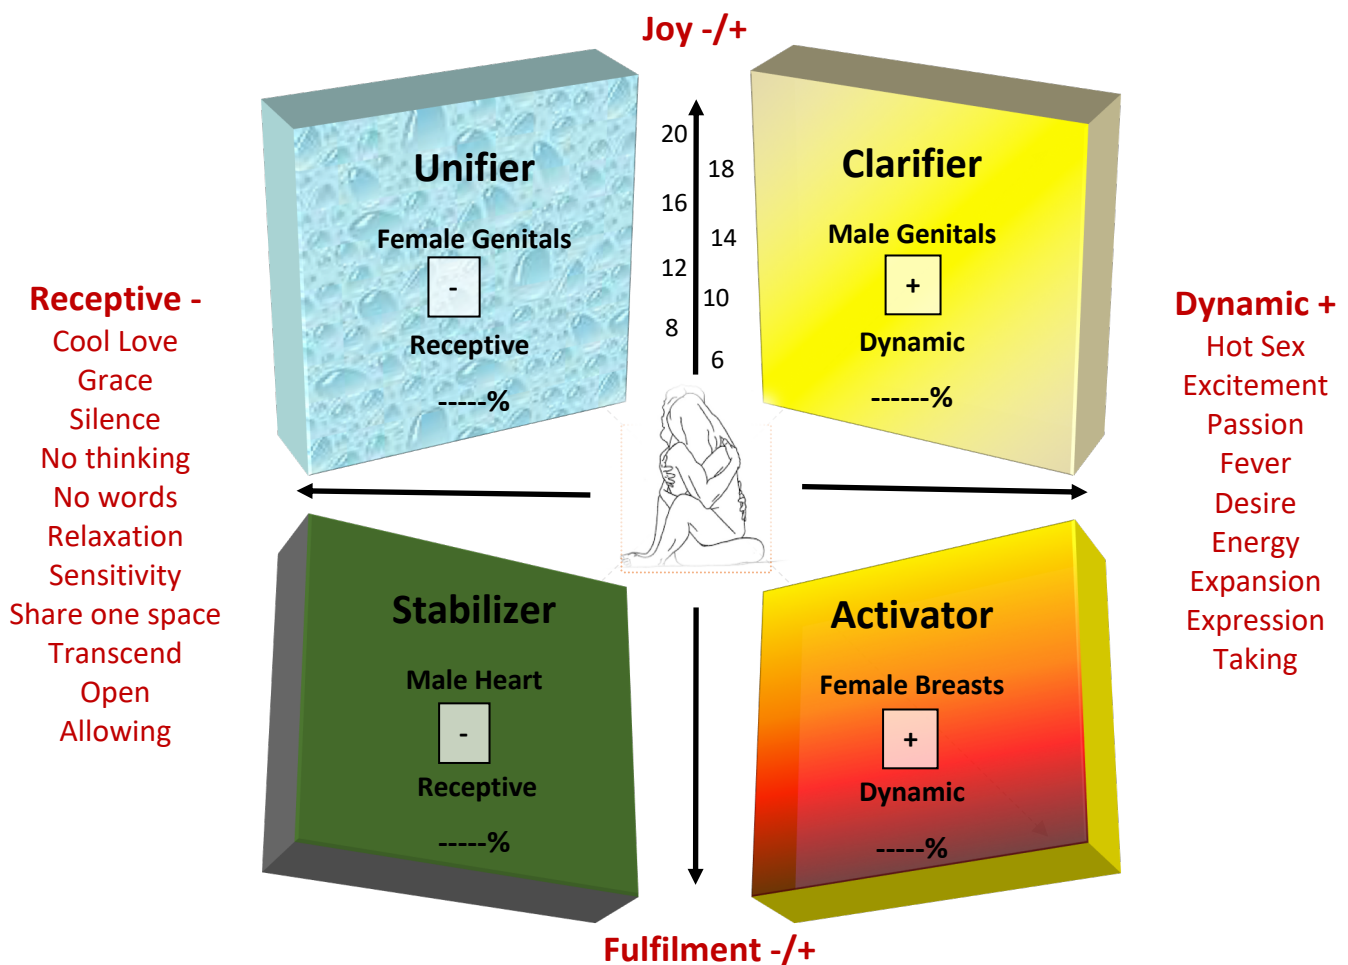 Joy -/+
Unifier
Female Genitals
-
Receptive
-----%
20
18
16
14
12
10
8
6
Clarifier
Male Genitals
+
Dynamic
------%
Receptive -
Cool Love
Grace
Silence
No thinking
No words
Relaxation
Sensitivity
Share one space
Transcend
Open
Allowing
Dynamic +
Hot Sex
Excitement
Passion
Fever
Desire
Energy
Expansion
Expression
Taking
Stabilizer
Male Heart
-
Receptive
-----%
Activator
Female Breasts
+
Dynamic
-----%
Fulfilment -/+